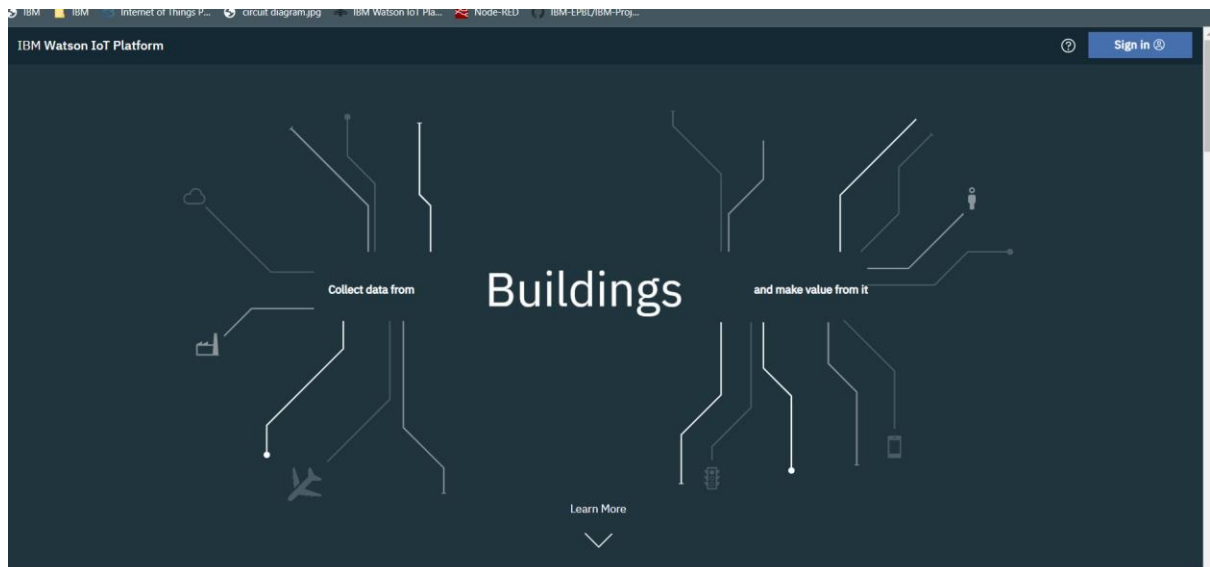 IBM IBM Internet of Things P... circuit diagram.jpg IBM Watson IoT Pla... Node-RED IBM-EPBL/IBM-Proj...
IBM Watson IoT Platform ? Sign in
Collect data from Buildings and make value from it
Learn More